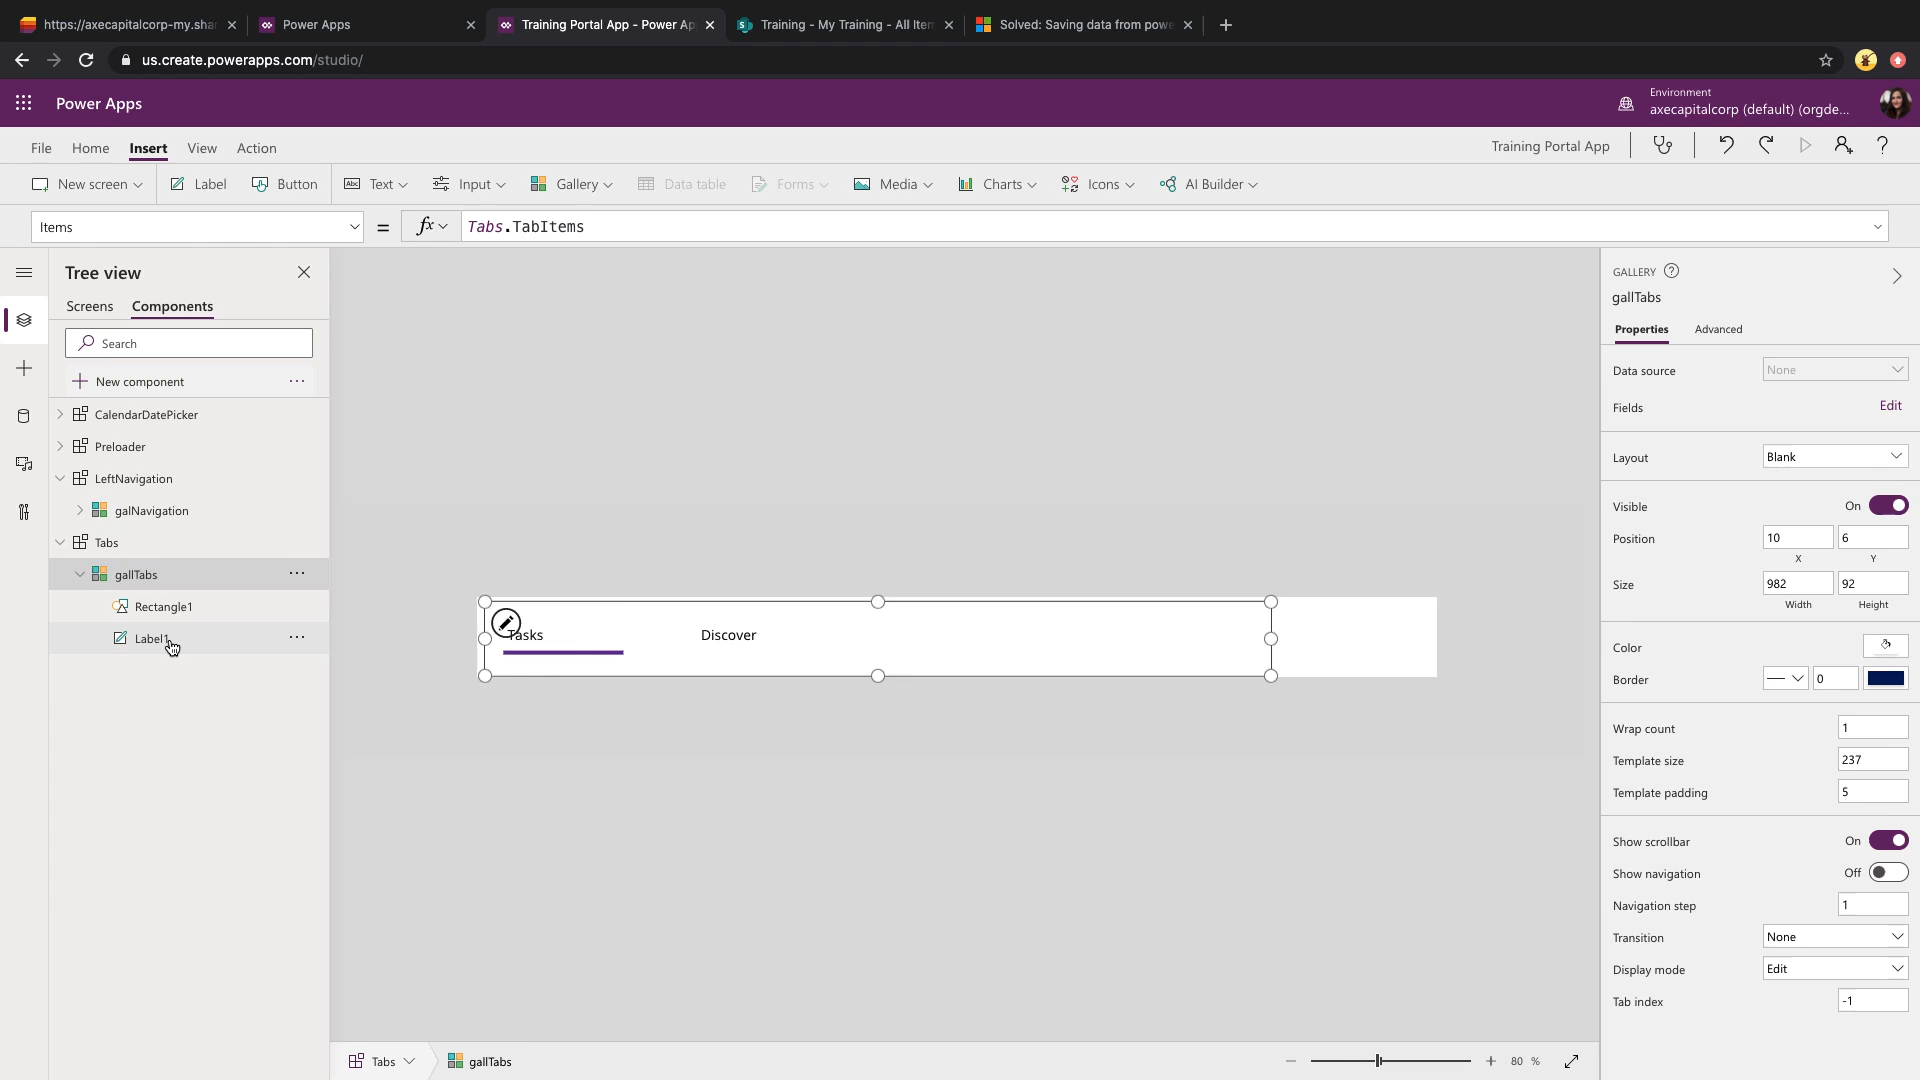 https://axecapitalcorp-my.shar
Power Apps
Training Portal App - Power Ap
Training - My Training - All Iten
Solved: Saving data from powe
us.create.powerapps.com/studio/
Power Apps
Environment
axecapitalcorp (default) (orgde...
File
Home
Insert
View
Action
Training Portal App
New screen
Label
Button
Abc
Text
Input
Gallery
Data table
Forms
Media
Charts
Icons
AI Builder
Items
=
fx
Tabs.TabItems
Tree view
Screens
Components
Search
New component
CalendarDatePicker
Preloader
LeftNavigation
galNavigation
Tabs
gallTabs
Rectangle1
Label1
Tasks
Discover
GALLERY
gallTabs
Properties
Advanced
Data source
None
Fields
Edit
Layout
Blank
Visible
On
Position
10
6
X
Y
Size
982
92
Width
Height
Color
Border
0
Wrap count
1
Template size
237
Template padding
5
Show scrollbar
On
Show navigation
Off
Navigation step
1
Transition
None
Display mode
Edit
Tab index
-1
Tabs
gallTabs
80 %